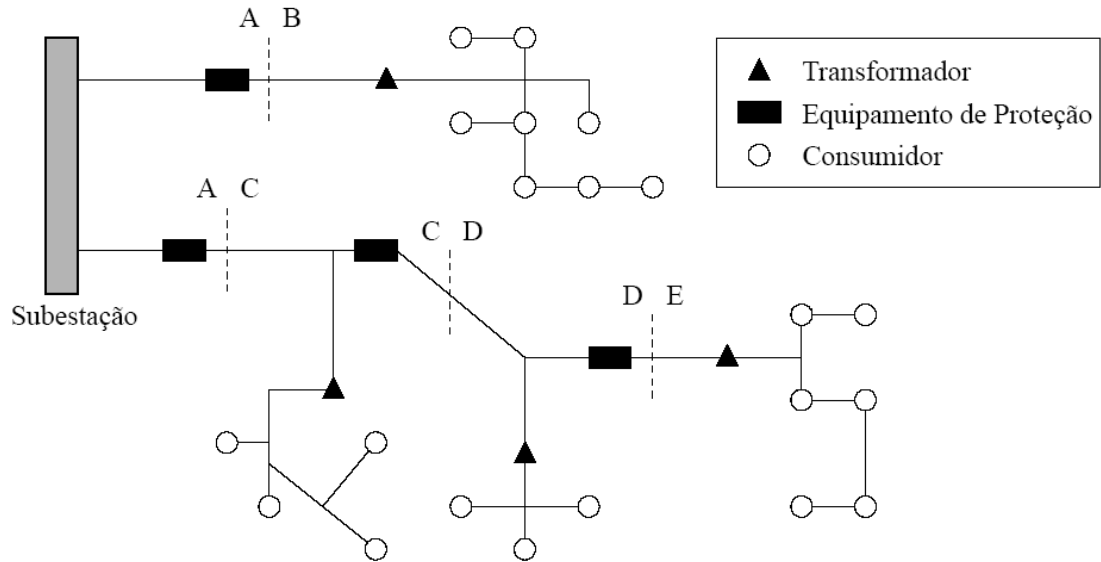 A B
Transformador
Equipamento de Proteção
Consumidor
A C
C D
Subestação
D E